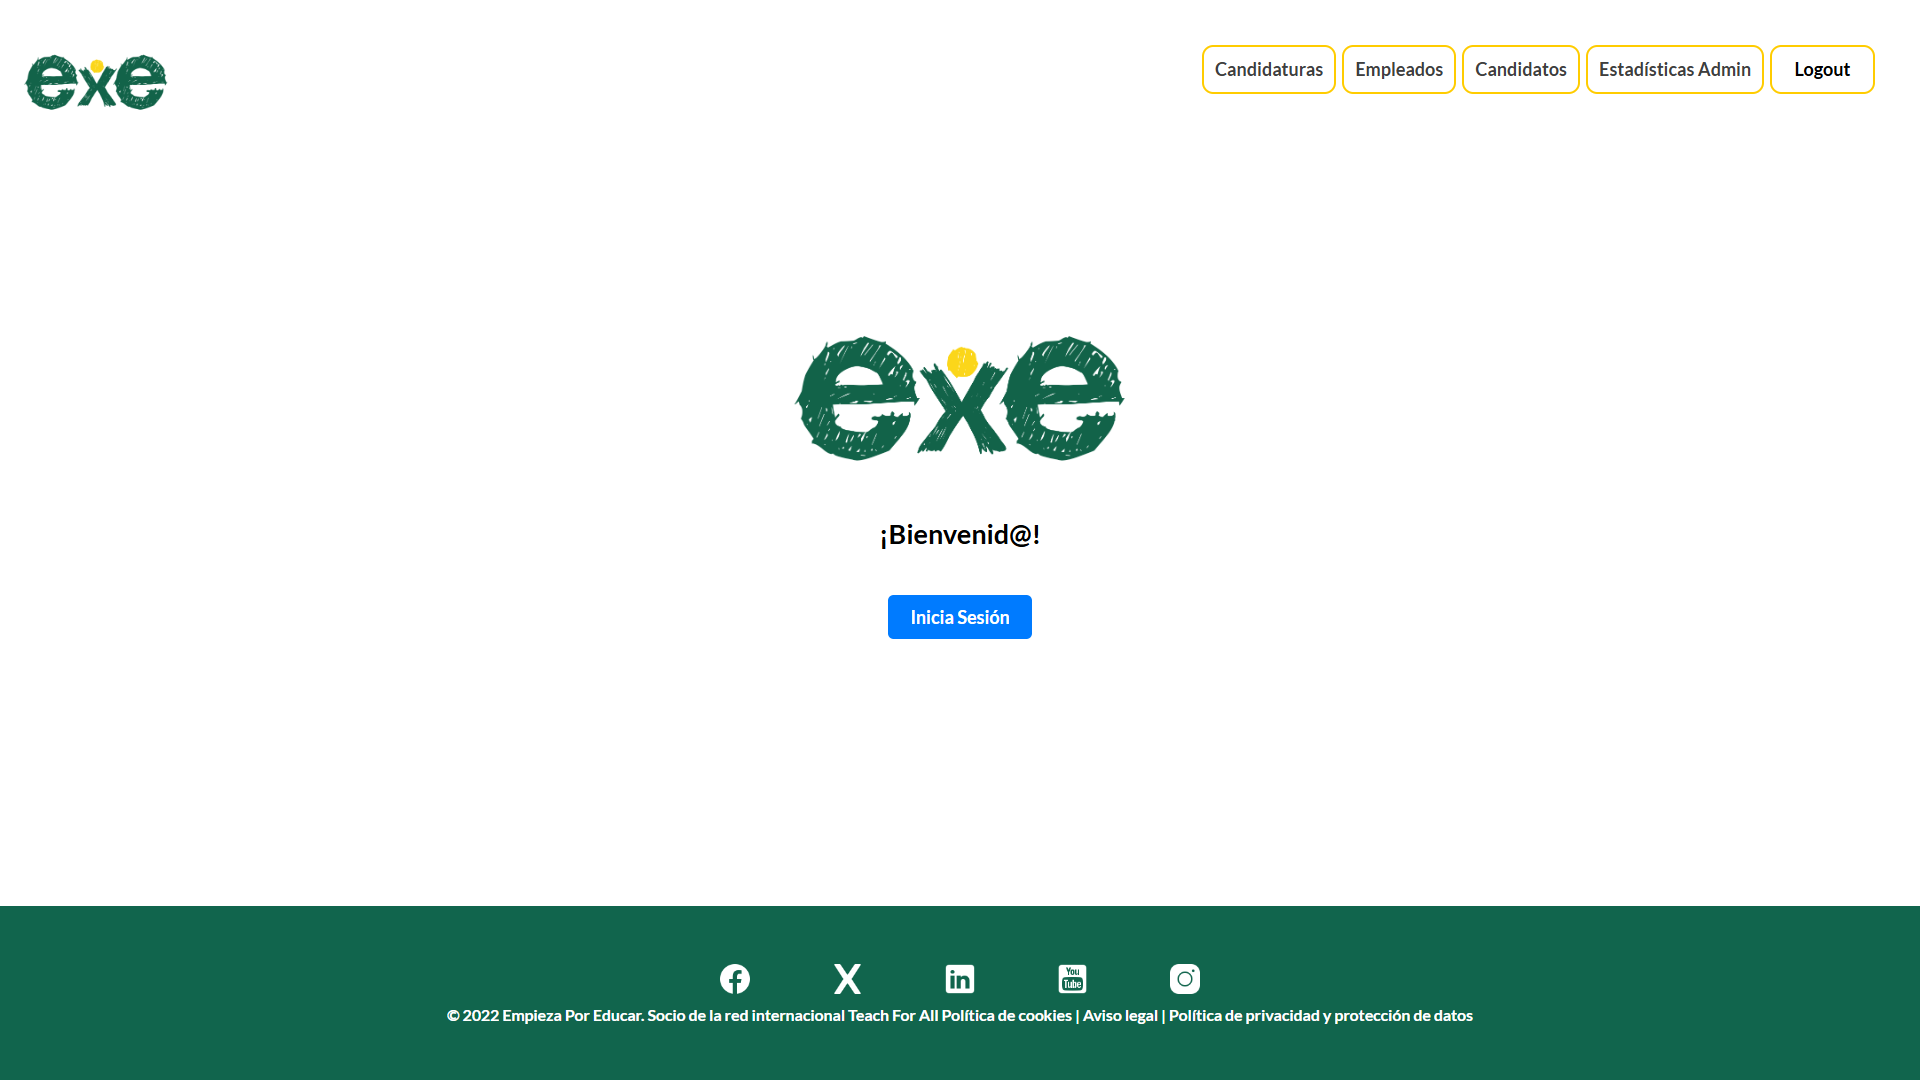 exe
Candidaturas Empleados Candidatos Estadísticas Admin Logout
exe
¡Bienvenid@!
Inicia Sesión
You Tube
© 2022 Empieza Por Educar. Socio de la red internacional Teach For All Política de cookies | Aviso legal | Política de privacidad y protección de datos